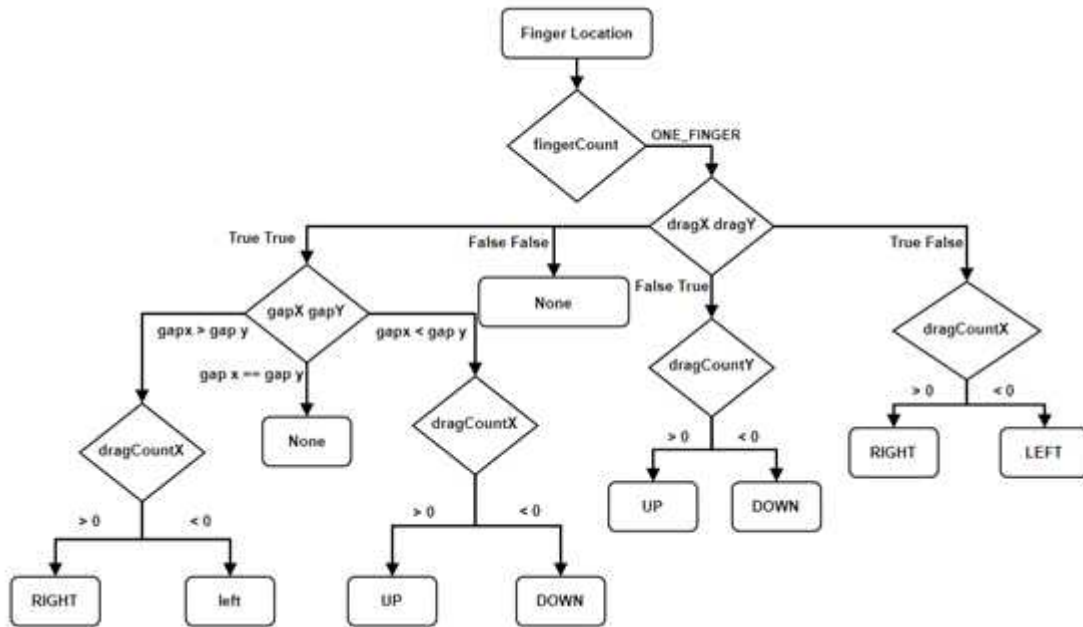 Finger Location
fingerCount
ONE_FINGER
dragX dragY
True True
False False
False True
True False
gapX gapY
None
gapx > gap y
gapx < gap y
gap x == gap y
dragCountY
dragCountX
dragCountX
None
dragCountX
> 0
< 0
RIGHT
LEFT
> 0
< 0
UP
DOWN
> 0
< 0
> 0
< 0
RIGHT
left
UP
DOWN